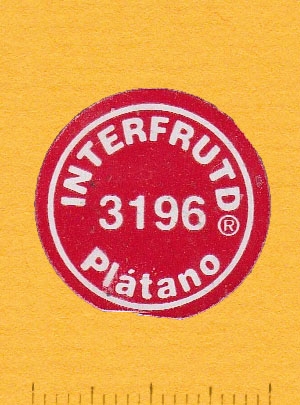 INTERFRUTD
3196
®
Plátano